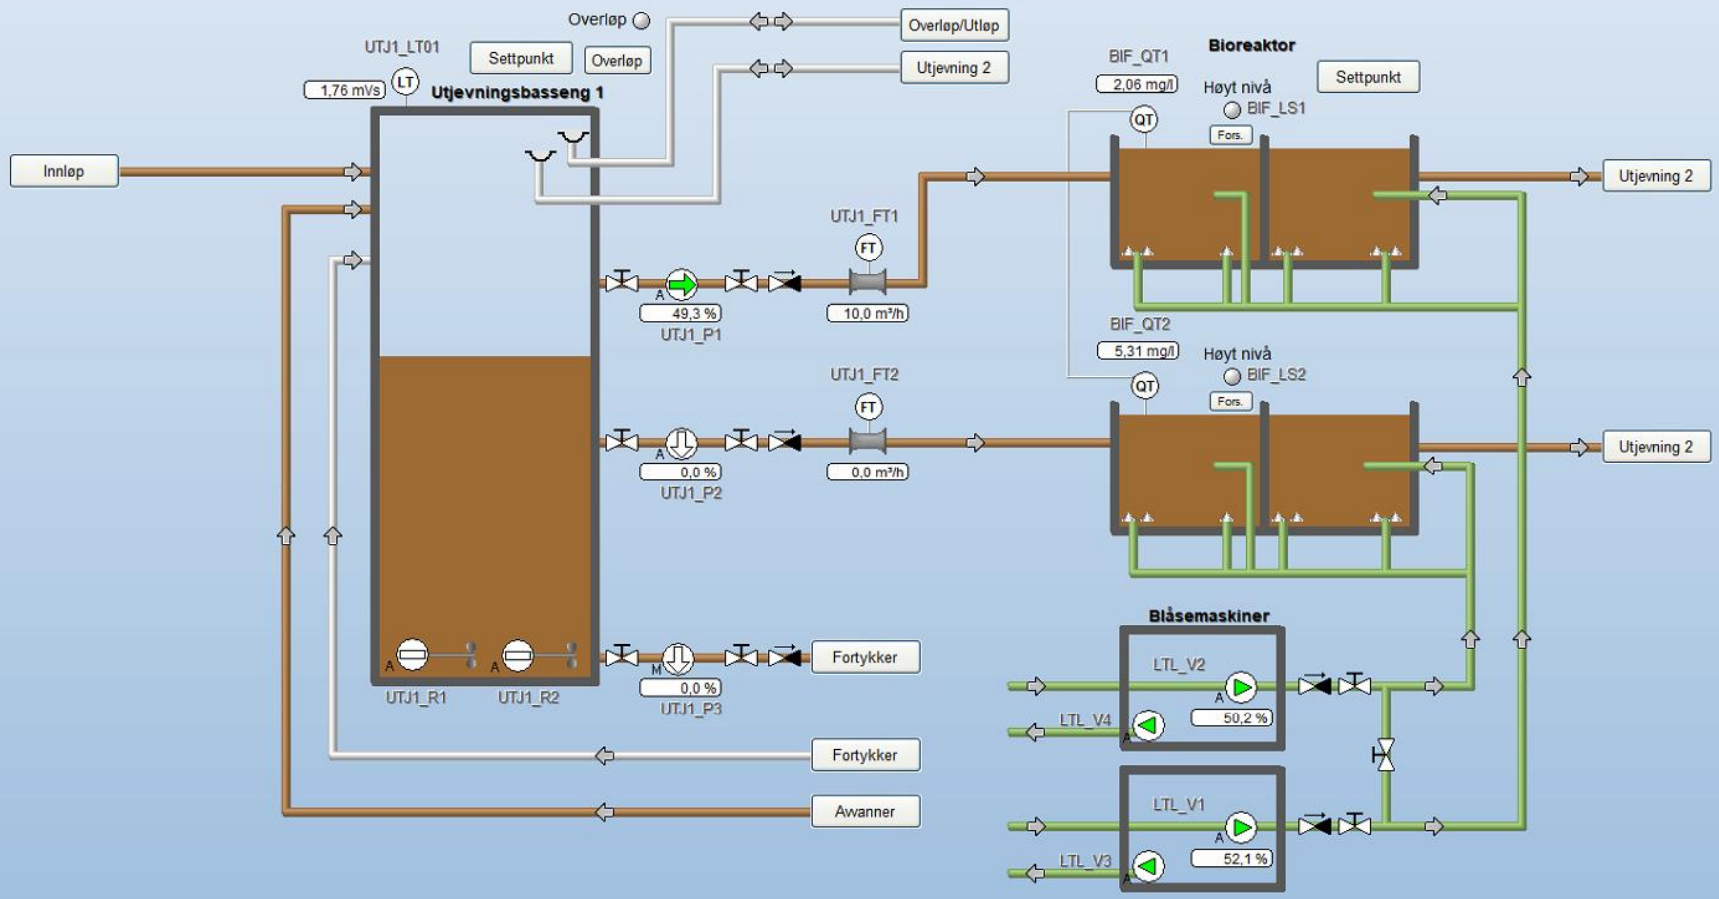 Overløp
Overløp/Utløp
UTJ1_LT01
Settpunkt
Overløp
Utjevning 2
LT
1,76 mVs
Utjevningsbasseng 1
BIF_QT1
2,06 mg/l
QT
Bioreaktor
Høyt nivå
BIF_LS1
Fors.
Settpunkt
Innløp
Utjevning 2
UTJ1_FT1
FT
A
49,3 %
UTJ1_P1
10,0 m³/h
BIF_QT2
5,31 mg/l
QT
Høyt nivå
BIF_LS2
Fors.
UTJ1_FT2
FT
A
0,0 %
UTJ1_P2
0,0 m³/h
Utjevning 2
A
UTJ1_R1
A
UTJ1_R2
M
0,0 %
UTJ1_P3
Fortykker
Fortykker
Avvanner
Blåsemaskiner
LTL_V2
A
50,2 %
LTL_V4
A
LTL_V1
A
52,1 %
LTL_V3
A